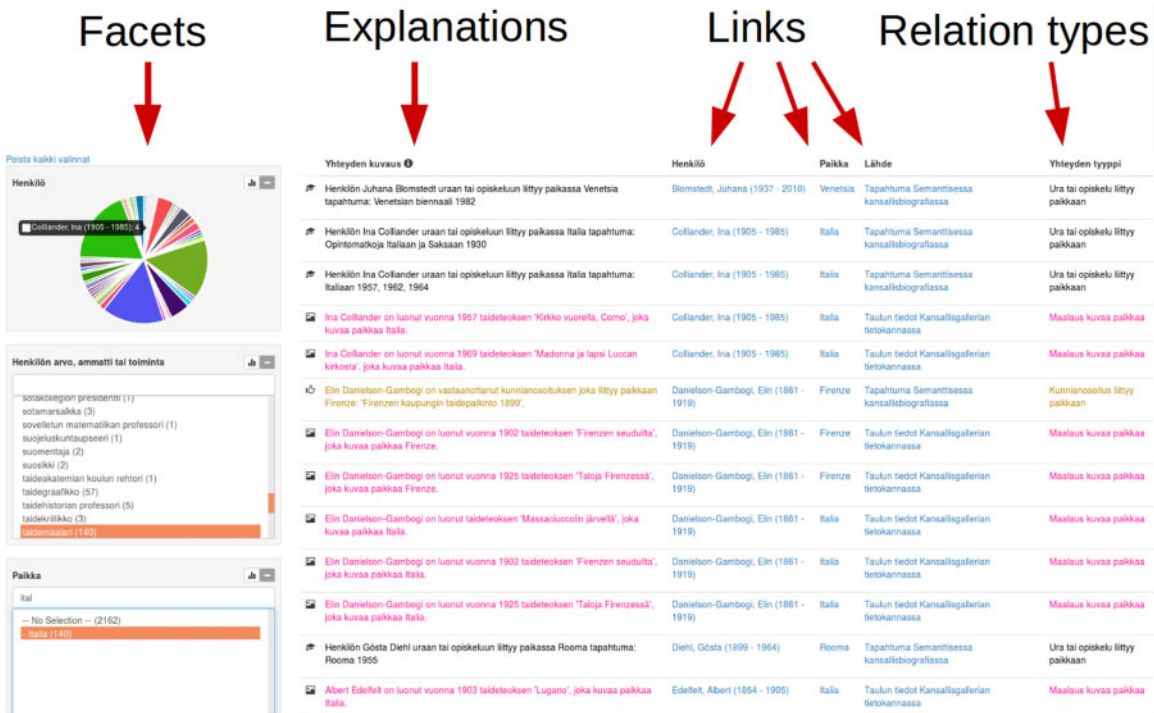 Facets
Explanations
Links
Relation types
Poista kaikki valinnat
Henkilö
Colliander, Ina (1905 - 1985): 4
Henkilön arvo, ammatti tai toiminta
sotakollegion presidentti (1)
sotamarsalkka (3)
sovelletun matematiikan professori (1)
suojeluskuntaupseeri (1)
suomentaja (2)
suosikki (2)
taideakatemian koulun rehtori (1)
taidegraafikko (57)
taidehistorian professori (5)
taidekriitikko (3)
taidemaalari (140)
Paikka
ital
-- No Selection -- (2162)
- Italia (140)
Yhteyden kuvaus
Henkilö
Paikka
Lähde
Yhteyden tyyppi
Henkilön Juhana Blomstedt uraan tai opiskeluun liittyy paikassa Venetsia
tapahtuma: Venetsian biennaali 1982
Blomstedt, Juhana (1937 - 2010)
Venetsia
Tapahtuma Semanttisessa
kansallisbiografiassa
Ura tai opiskelu liittyy
paikkaan
Henkilön Ina Colliander uraan tai opiskeluun liittyy paikassa Italia tapahtuma:
Opintomatkoja Italiaan ja Saksaan 1930
Colliander, Ina (1905 - 1985)
Italia
Tapahtuma Semanttisessa
kansallisbiografiassa
Ura tai opiskelu liittyy
paikkaan
Henkilön Ina Colliander uraan tai opiskeluun liittyy paikassa Italia tapahtuma:
Italiaan 1957, 1962, 1964
Colliander, Ina (1905 - 1985)
Italia
Tapahtuma Semanttisessa
kansallisbiografiassa
Ura tai opiskelu liittyy
paikkaan
Ina Colliander on luonut vuonna 1957 taideteoksen 'Kirkko vuorella, Como', joka
kuvaa paikkaa Italia.
Colliander, Ina (1905 - 1985)
Italia
Taulun tiedot Kansallisgallerian
tietokannassa
Maalaus kuvaa paikkaa
Ina Colliander on luonut vuonna 1969 taideteoksen 'Madonna ja lapsi Luccan
kirkosta', joka kuvaa paikkaa Italia.
Colliander, Ina (1905 - 1985)
Italia
Taulun tiedot Kansallisgallerian
tietokannassa
Maalaus kuvaa paikkaa
Elin Danielson-Gambogi on vastaanottanut kunnianosoituksen joka liittyy paikkaan
Firenze: 'Firenzen kaupungin taidepalkinto 1899'.
Danielson-Gambogi, Elin (1861 -
1919)
Firenze
Tapahtuma Semanttisessa
kansallisbiografiassa
Kunnianosoitus liittyy
paikkaan
Elin Danielson-Gambogi on luonut vuonna 1902 taideteoksen 'Firenzen seuduilta',
joka kuvaa paikkaa Firenze.
Danielson-Gambogi, Elin (1861 -
1919)
Firenze
Taulun tiedot Kansallisgallerian
tietokannassa
Maalaus kuvaa paikkaa
Elin Danielson-Gambogi on luonut vuonna 1925 taideteoksen 'Taloja Firenzessä',
joka kuvaa paikkaa Firenze.
Danielson-Gambogi, Elin (1861 -
1919)
Firenze
Taulun tiedot Kansallisgallerian
tietokannassa
Maalaus kuvaa paikkaa
Elin Danielson-Gambogi on luonut taideteoksen 'Massaciuccolin järvellä', joka
kuvaa paikkaa Italia.
Danielson-Gambogi, Elin (1861 -
1919)
Italia
Taulun tiedot Kansallisgallerian
tietokannassa
Maalaus kuvaa paikkaa
Elin Danielson-Gambogi on luonut vuonna 1902 taideteoksen 'Firenzen seuduilta',
joka kuvaa paikkaa Italia.
Danielson-Gambogi, Elin (1861 -
1919)
Italia
Taulun tiedot Kansallisgallerian
tietokannassa
Maalaus kuvaa paikkaa
Elin Danielson-Gambogi on luonut vuonna 1925 taideteoksen 'Taloja Firenzessä',
joka kuvaa paikkaa Italia.
Danielson-Gambogi, Elin (1861 -
1919)
Italia
Taulun tiedot Kansallisgallerian
tietokannassa
Maalaus kuvaa paikkaa
Henkilön Gösta Diehl uraan tai opiskeluun liittyy paikassa Rooma tapahtuma:
Rooma 1955
Diehl, Gösta (1899 - 1964)
Rooma
Tapahtuma Semanttisessa
kansallisbiografiassa
Ura tai opiskelu liittyy
paikkaan
Albert Edelfelt on luonut vuonna 1903 taideteoksen 'Lugano', joka kuvaa paikkaa
Italia.
Edelfelt, Albert (1854 - 1905)
Italia
Taulun tiedot Kansallisgallerian
tietokannassa
Maalaus kuvaa paikkaa